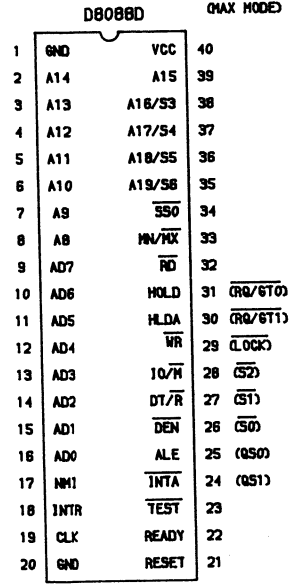 D8088D (MAX MODE)
1 GND VCC 40
2 A14 A15 39
3 A13 A16/S3 38
4 A12 A17/S4 37
5 A11 A18/S5 36
6 A10 A19/S6 35
7 A9 SSO 34
8 A8 MN/MX 33
9 AD7 RD 32
10 AD6 HOLD 31 (RQ/GT0)
11 AD5 HLDA 30 (RQ/GT1)
12 AD4 WR 29 (LOCK)
13 AD3 IO/M 28 (S2)
14 AD2 DT/R 27 (S1)
15 AD1 DEN 26 (S0)
16 AD0 ALE 25 (QS0)
17 NMI INTA 24 (QS1)
18 INTR TEST 23
19 CLK READY 22
20 GND RESET 21